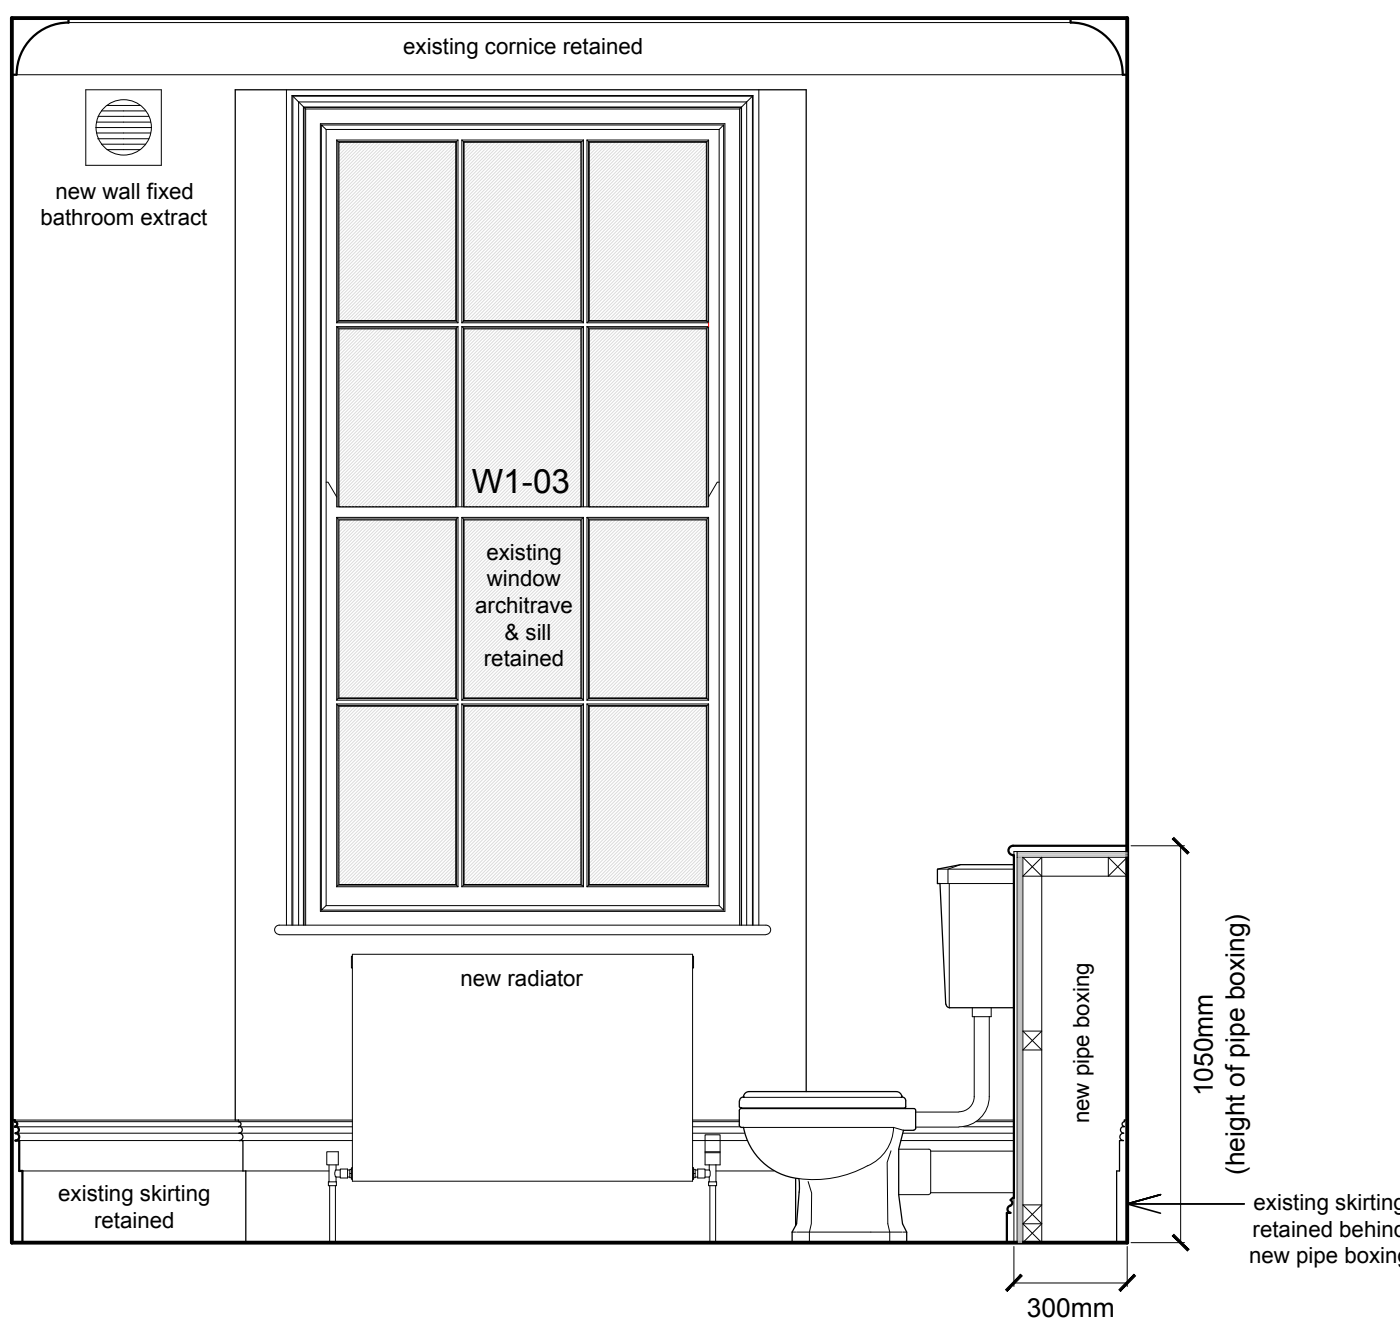 existing cornice retained
new wall fixed
bathroom extract
W1-03
existing
window
architrave
& sill
retained
new radiator
new pipe boxing
1050mm
(height of pipe boxing)
existing skirting
retained
existing skirting
retained behind
new pipe boxing
300mm